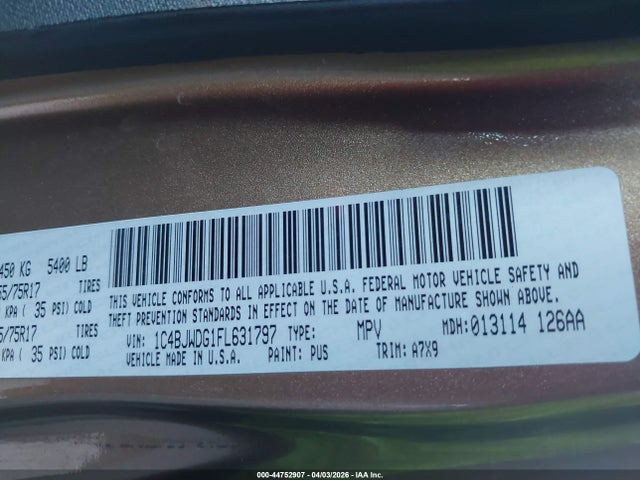 450 KG 5400 LB
5/75R17 TIRES
KPA ( 35 PSI) COLD
5/75R17 TIRES
KPA ( 35 PSI) COLD
THIS VEHICLE CONFORMS TO ALL APPLICABLE U.S.A. FEDERAL MOTOR VEHICLE SAFETY AND
THEFT PREVENTION STANDARDS IN EFFECT ON THE DATE OF MANUFACTURE SHOWN ABOVE.
VIN: 1C4BJWDG1FL631797 TYPE: MPV MDH: 013114 126AA
VEHICLE MADE IN U.S.A. PAINT: PUS TRIM: A7X9
000-44752907 - 04/03/2026 - IAA Inc.